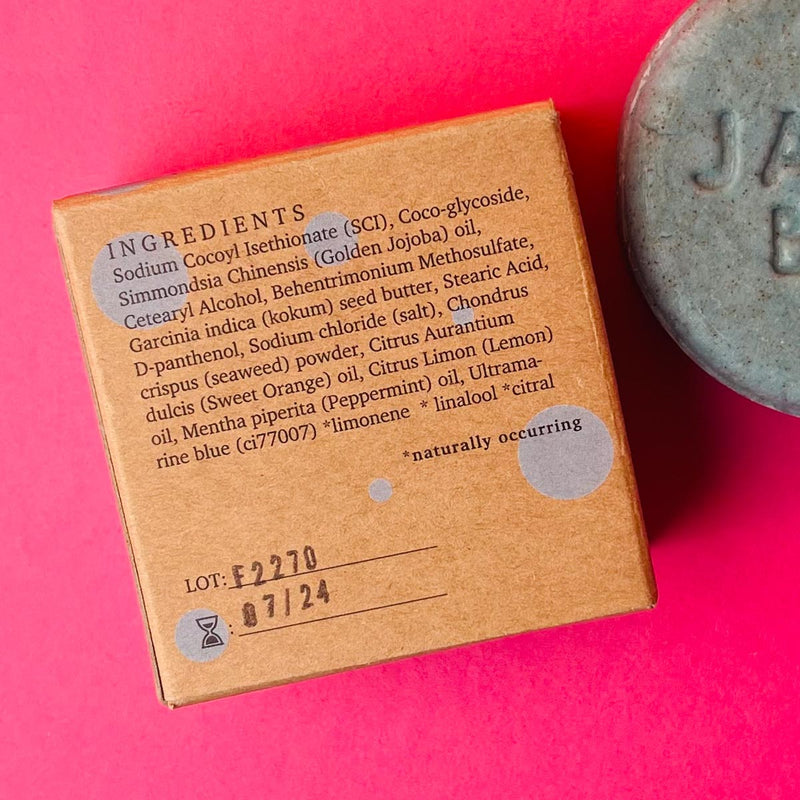 INGREDIENTS
Sodium Cocoyl Isethionate (SCI), Coco-glycoside,
Simmondsia Chinensis (Golden Jojoba) oil,
Cetearyl Alcohol, Behentrimonium Methosulfate,
Garcinia indica (kokum) seed butter, Stearic Acid,
D-panthenol, Sodium chloride (salt), Chondrus
crispus (seaweed) powder, Citrus Aurantium
dulcis (Sweet Orange) oil, Citrus Limon (Lemon)
oil, Mentha piperita (Peppermint) oil, Ultrama-
rine blue (ci77007) *limonene * linalool *citral
*naturally occurring
LOT: F2270
: 07/24
JA